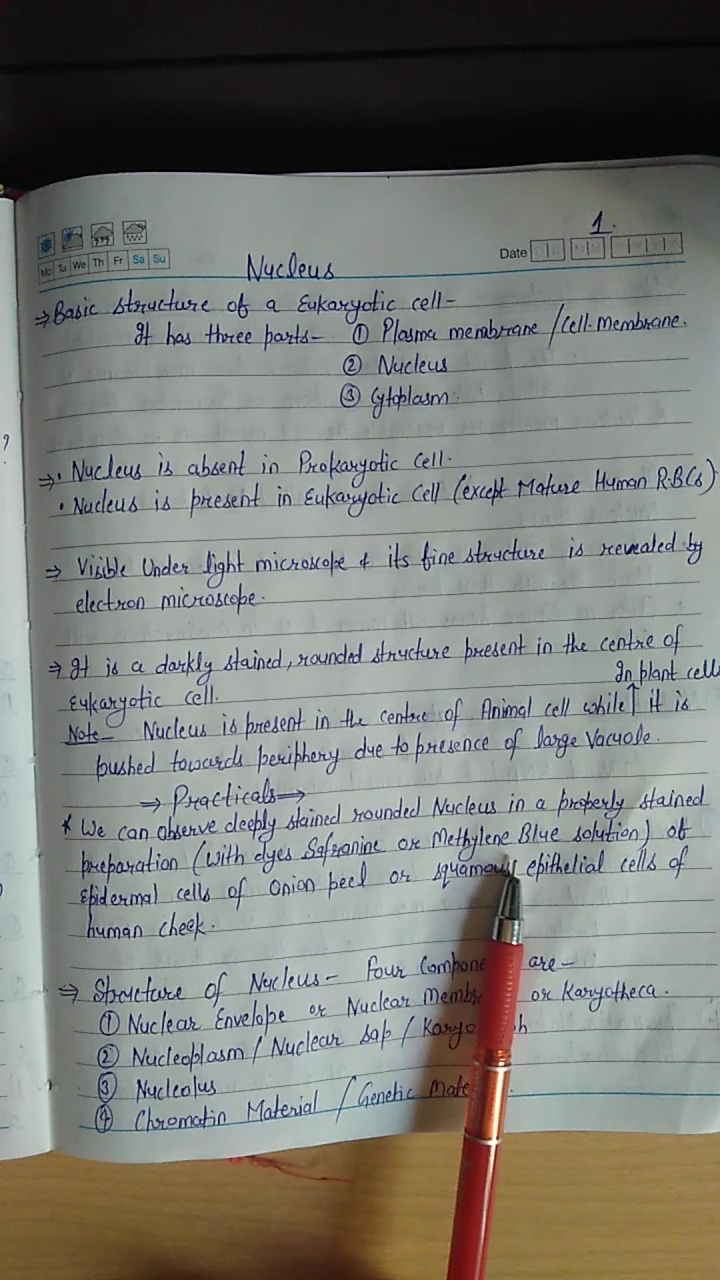 1.
Mo Tu We Th Fr Sa Su
Date
Nucleus
⇒ Basic structure of a Eukaryotic cell-
It has three parts- ① Plasma membrane / Cell-Membrane.
② Nucleus
③ Cytoplasm.
⇒ • Nucleus is absent in Prokaryotic Cell.
• Nucleus is present in Eukaryotic Cell (except Mature Human R.B.Cs)
⇒ Visible Under light microscope & its fine structure is revealed by
electron microscope.
⇒ It is a darkly stained, rounded structure present in the centre of
Eukaryotic cell.
In plant cell
Note- Nucleus is present in the centre of Animal cell while ↑ it is
pushed towards periphery due to presence of large Vacuole.
⇒ Practicals ⇒
* We can observe deeply stained rounded Nucleus in a properly stained
preparation (with dyes Safranine or Methylene Blue solution) of
Epidermal cells of Onion peel or squamous epithelial cells of
human cheek.
⇒ Structure of Nucleus- Four Compone are-
① Nuclear Envelope or Nuclear Memb or Karyotheca.
② Nucleoplasm / Nuclear Sap / Karyo h
③ Nucleolus
④ Chromatin Material / Genetic Mate